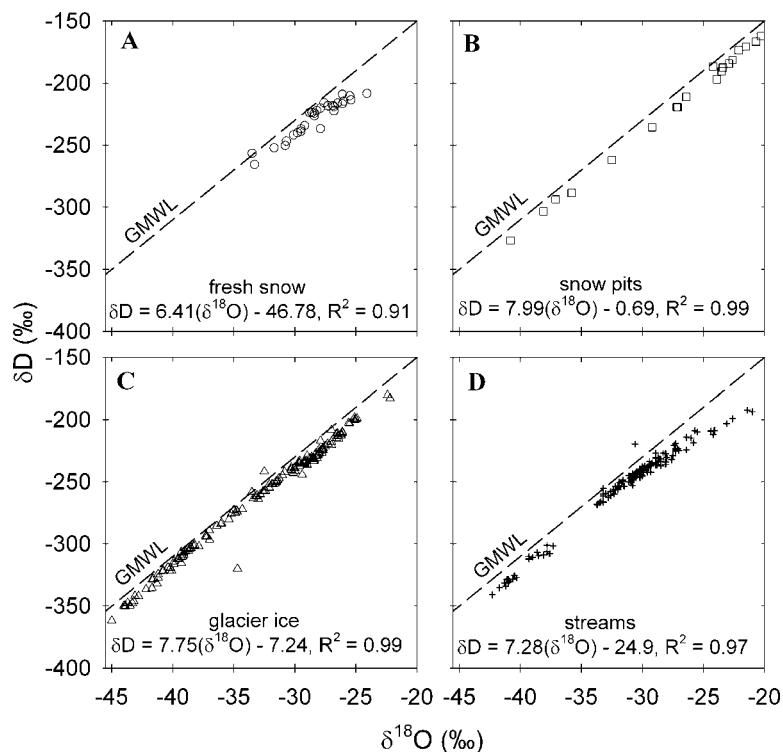 A
B
-150
-200
-250
-300
-350
-400
GMWL
GMWL
fresh snow
δD = 6.41(δ¹⁸O) - 46.78, R² = 0.91
snow pits
δD = 7.99(δ¹⁸O) - 0.69, R² = 0.99
δD (‰)
C
D
-150
-200
-250
-300
-350
-400
GMWL
GMWL
glacier ice
δD = 7.75(δ¹⁸O) - 7.24, R² = 0.99
streams
δD = 7.28(δ¹⁸O) - 24.9, R² = 0.97
-45 -40 -35 -30 -25 -20
-45 -40 -35 -30 -25 -20
δ¹⁸O (‰)